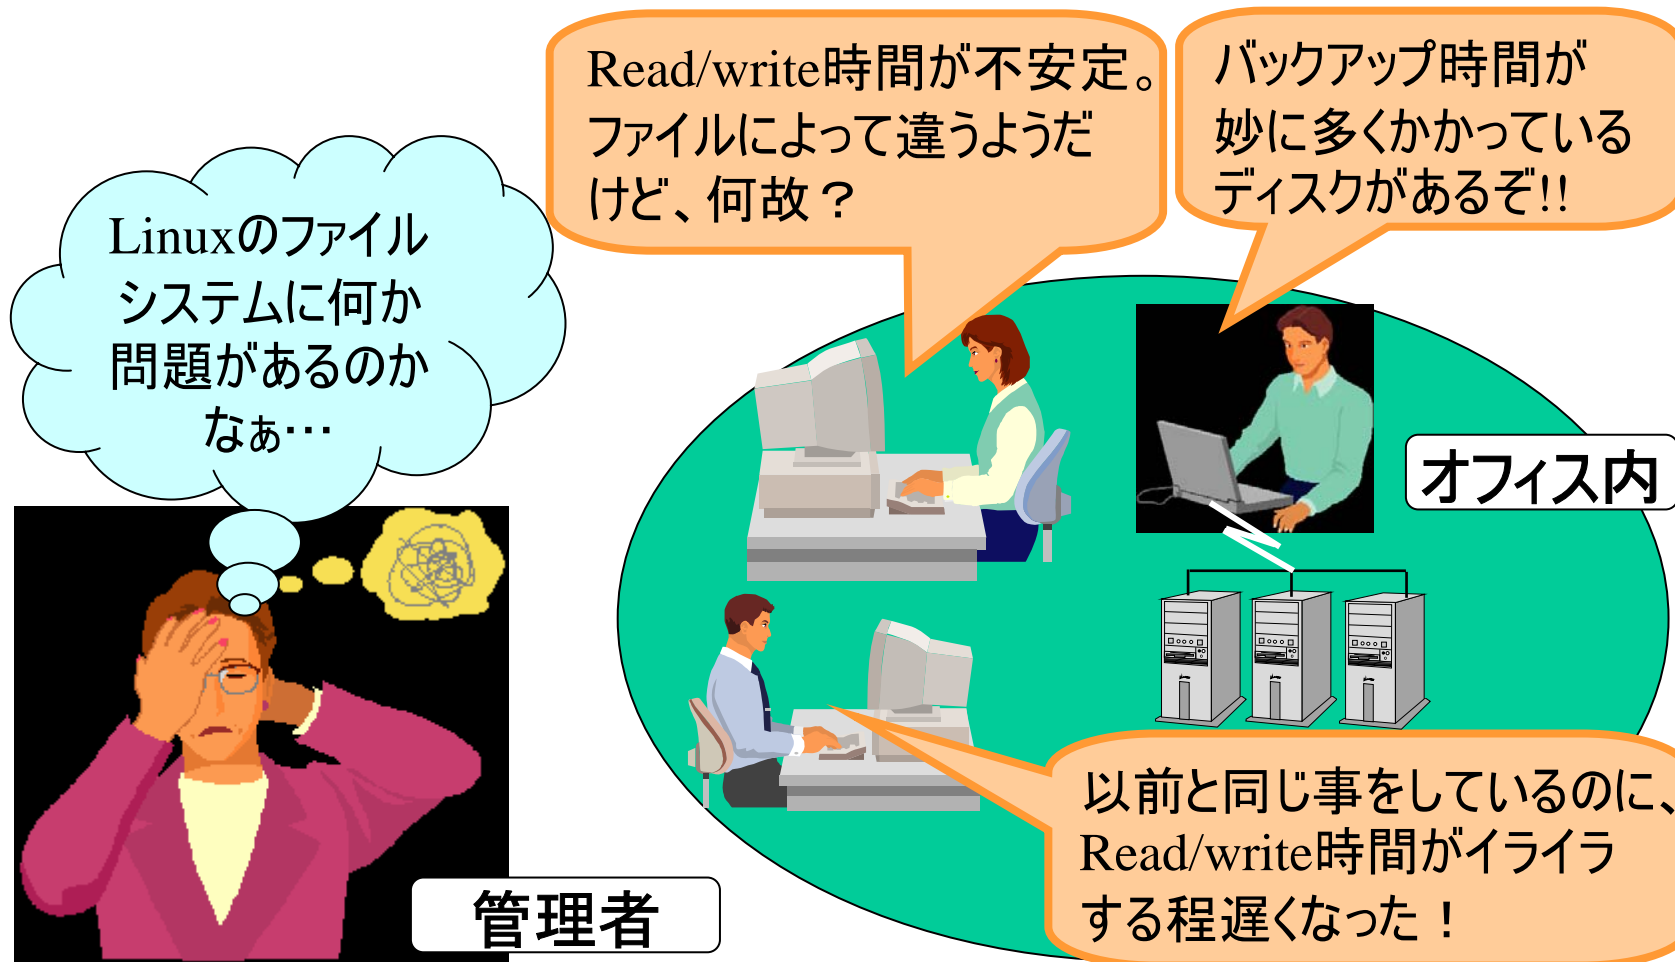 Read/write時間が不安定。
ファイルによって違うようだ
けど、何故？
バックアップ時間が
妙に多くかかっている
ディスクがあるぞ!!
Linuxのファイル
システムに何か
問題があるのか
なぁ…
オフィス内
以前と同じ事をしているのに、
Read/write時間がイライラ
する程遅くなった！
管理者